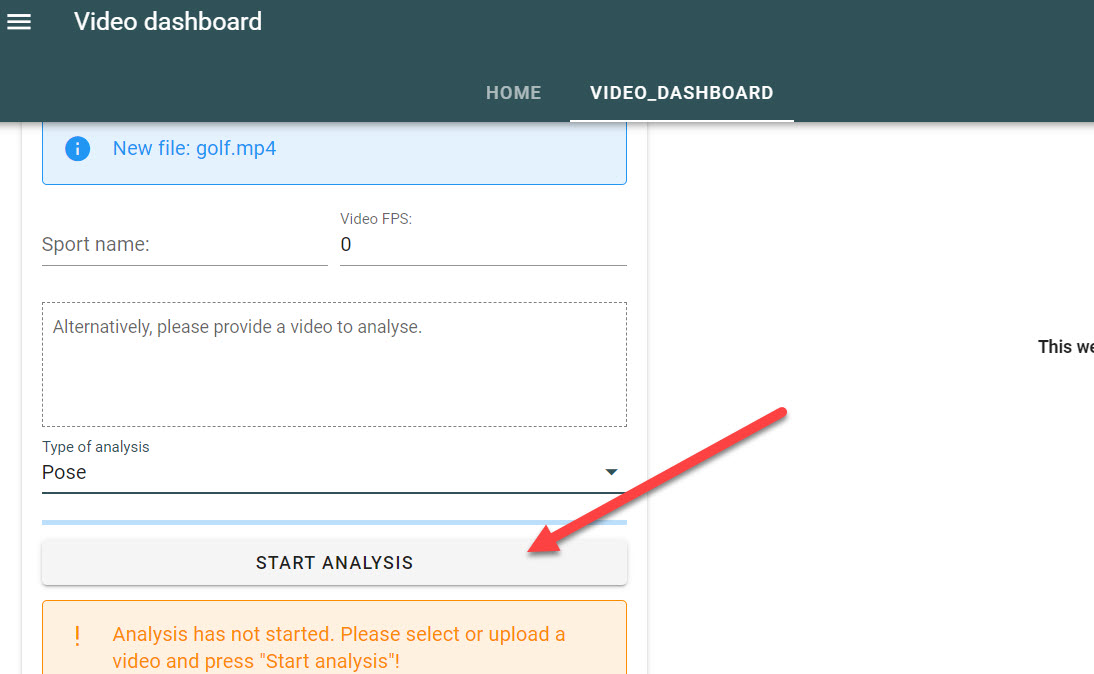 Video dashboard
HOME VIDEO_DASHBOARD
New file: golf.mp4
Video FPS:
Sport name: 0
Alternatively, please provide a video to analyse.
This we
Type of analysis
Pose
START ANALYSIS
! Analysis has not started. Please select or upload a
video and press "Start analysis"!